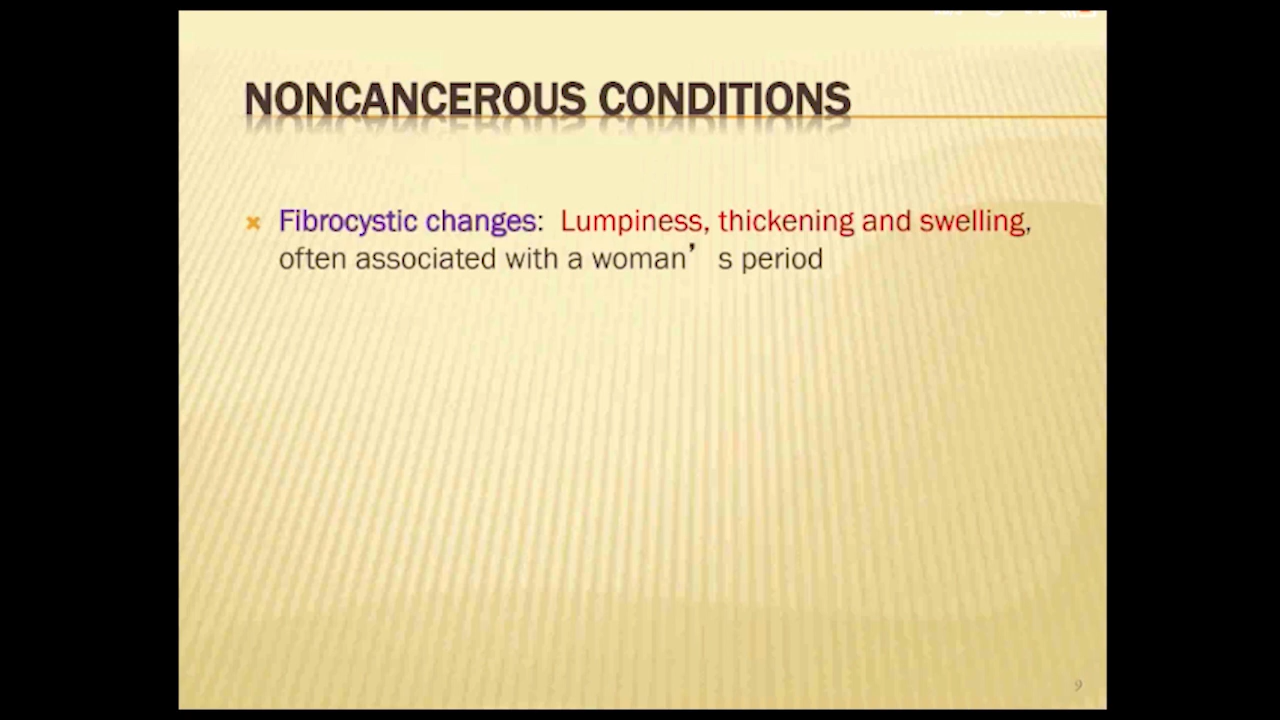 NONCANCEROUS CONDITIONS
Fibrocystic changes: Lumpiness, thickening and swelling,
often associated with a woman’ s period
9